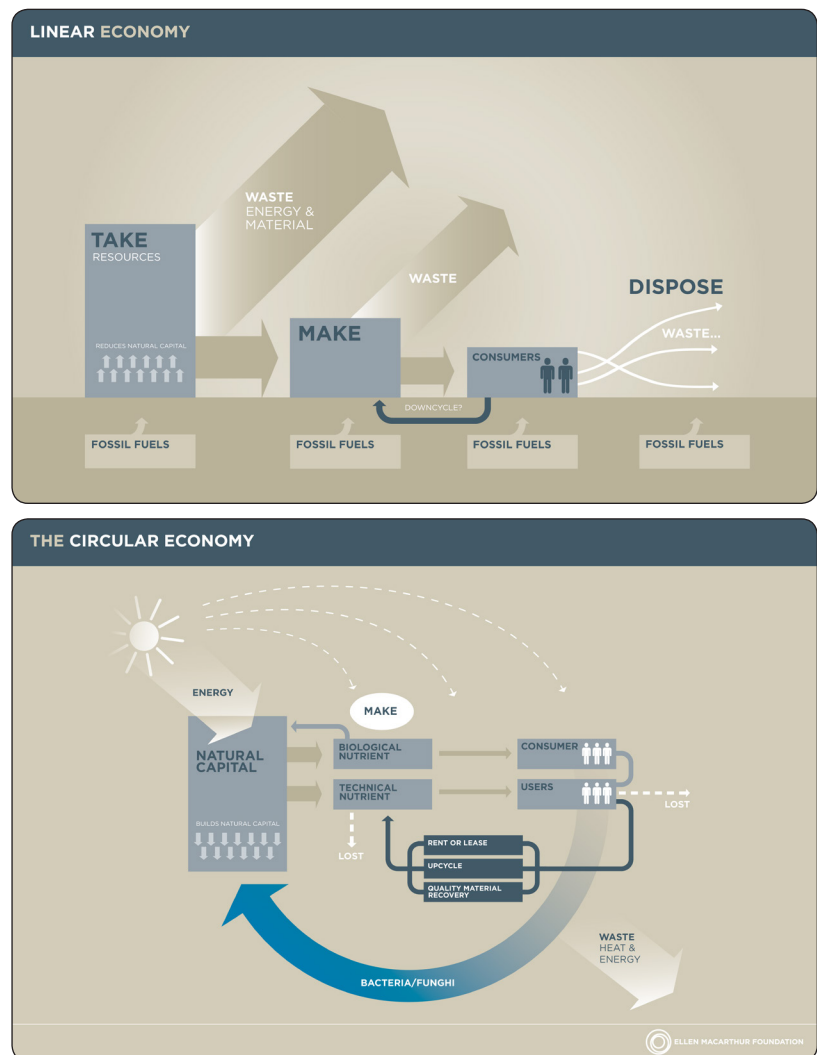 LINEAR ECONOMY
WASTE
ENERGY &
MATERIAL
TAKE
RESOURCES
WASTE
DISPOSE
MAKE
WASTE...
REDUCES NATURAL CAPITAL
CONSUMERS
DOWNCYCLE?
FOSSIL FUELS
FOSSIL FUELS
FOSSIL FUELS
FOSSIL FUELS
THE CIRCULAR ECONOMY
ENERGY
MAKE
NATURAL
CAPITAL
BIOLOGICAL
NUTRIENT
CONSUMER
TECHNICAL
NUTRIENT
USERS
LOST
BUILDS NATURAL CAPITAL
LOST
RENT OR LEASE
UPCYCLE
QUALITY MATERIAL
RECOVERY
WASTE
HEAT &
ENERGY
BACTERIA/FUNGHI
ELLEN MACARTHUR FOUNDATION